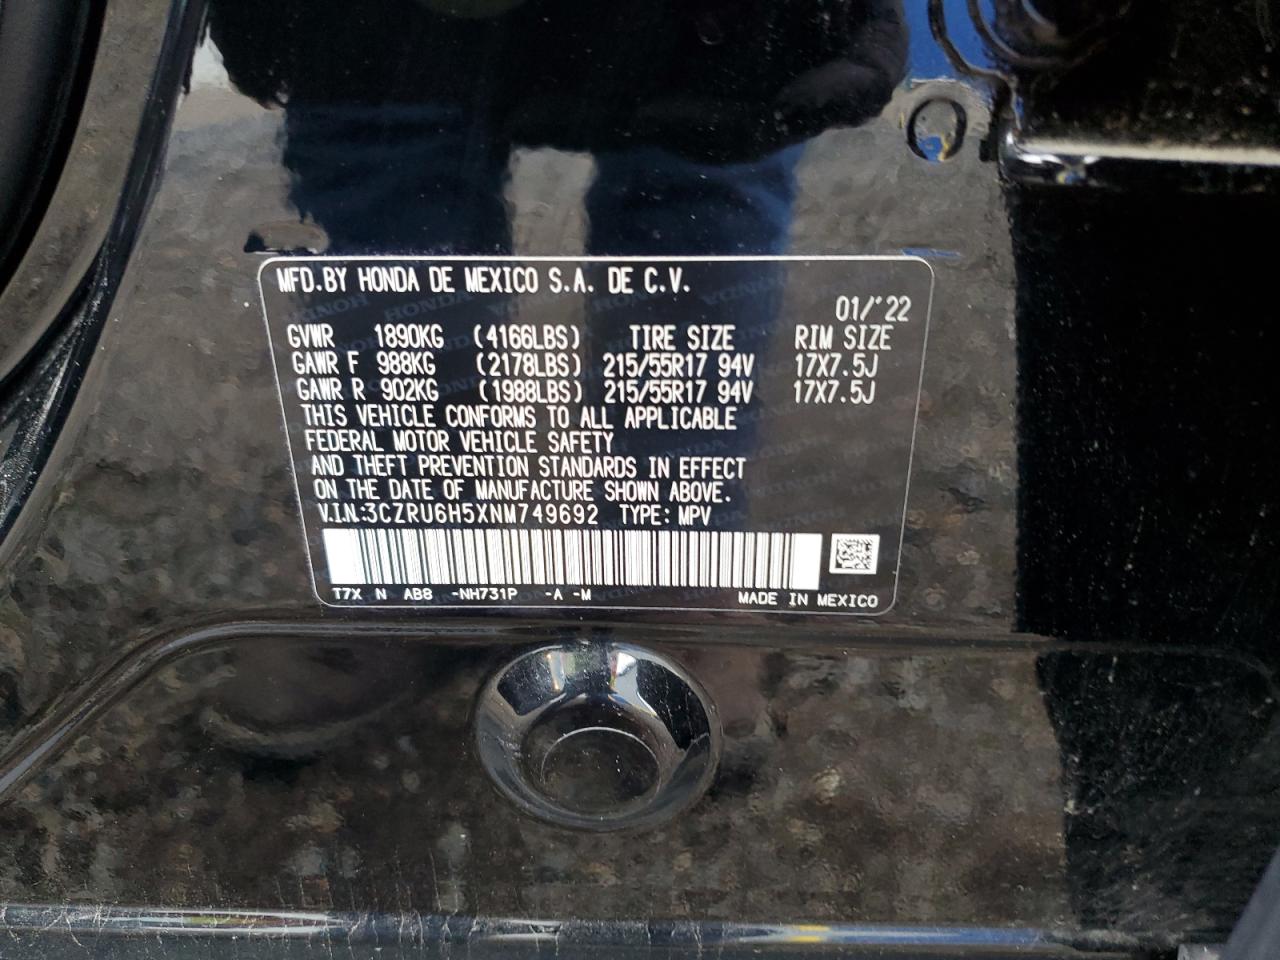 MFD.BY HONDA DE MEXICO S.A. DE C.V.
01/'22
GVWR 1890KG (4166LBS) TIRE SIZE RIM SIZE
GAWR F 988KG (2178LBS) 215/55R17 94V 17X7.5J
GAWR R 902KG (1988LBS) 215/55R17 94V 17X7.5J
THIS VEHICLE CONFORMS TO ALL APPLICABLE
FEDERAL MOTOR VEHICLE SAFETY
AND THEFT PREVENTION STANDARDS IN EFFECT
ON THE DATE OF MANUFACTURE SHOWN ABOVE.
V.I.N.:3CZRU6H5XNM749692 TYPE: MPV
T7X N AB8 -NH731P -A -M MADE IN MEXICO